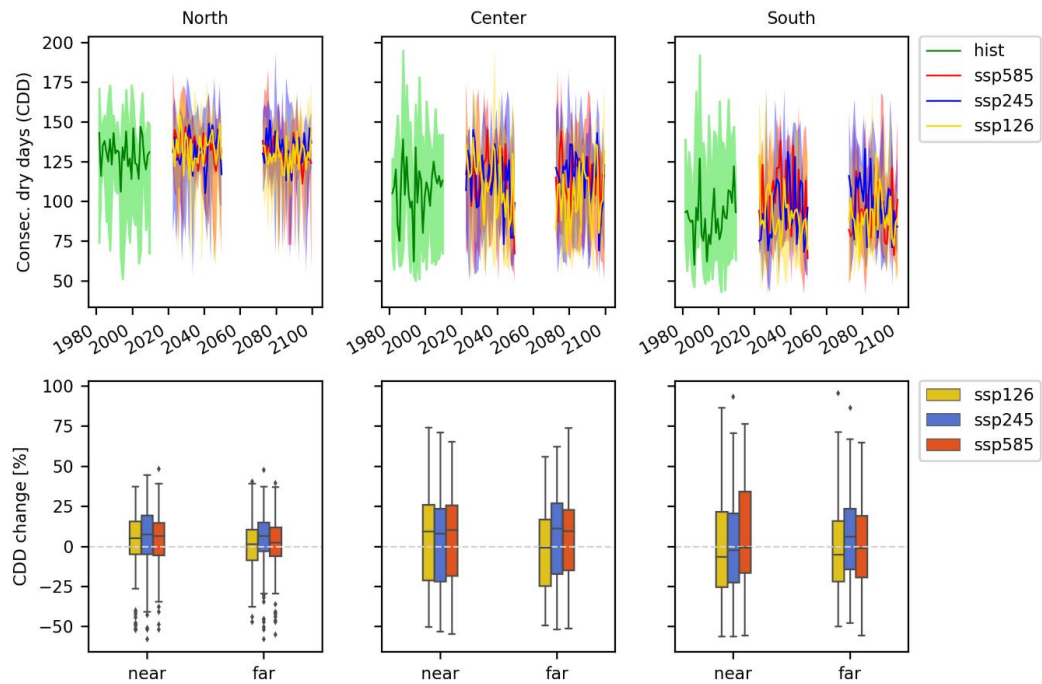 North Center South
Consec. dry days (CDD)
200
175
150
125
100
75
50
1980 2000 2020 2040 2060 2080 2100
1980 2000 2020 2040 2060 2080 2100
1980 2000 2020 2040 2060 2080 2100
hist
ssp585
ssp245
ssp126
CDD change [%]
100
75
50
25
0
−25
−50
near far
near far
near far
ssp126
ssp245
ssp585